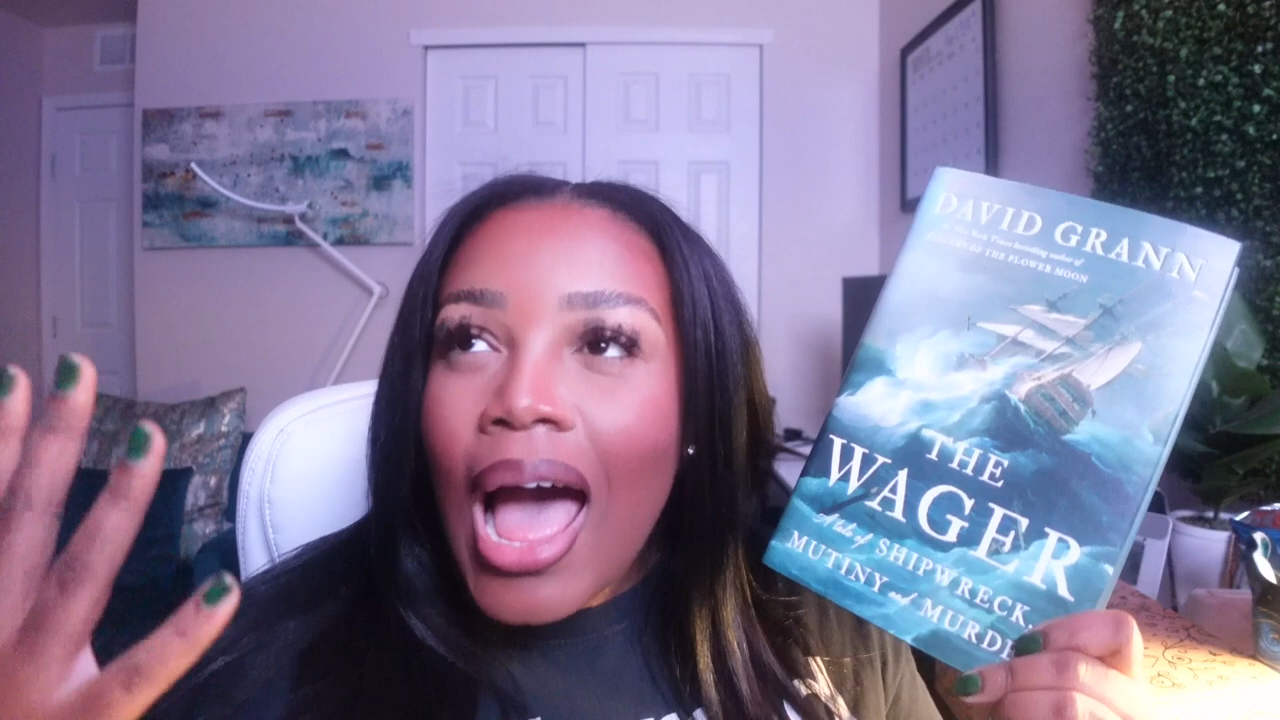 DAVID GRANN
New York Times bestselling author of
OF THE FLOWER MOON
THE
WAGER
A tale of SHIPWRECK,
MUTINY and MURDE